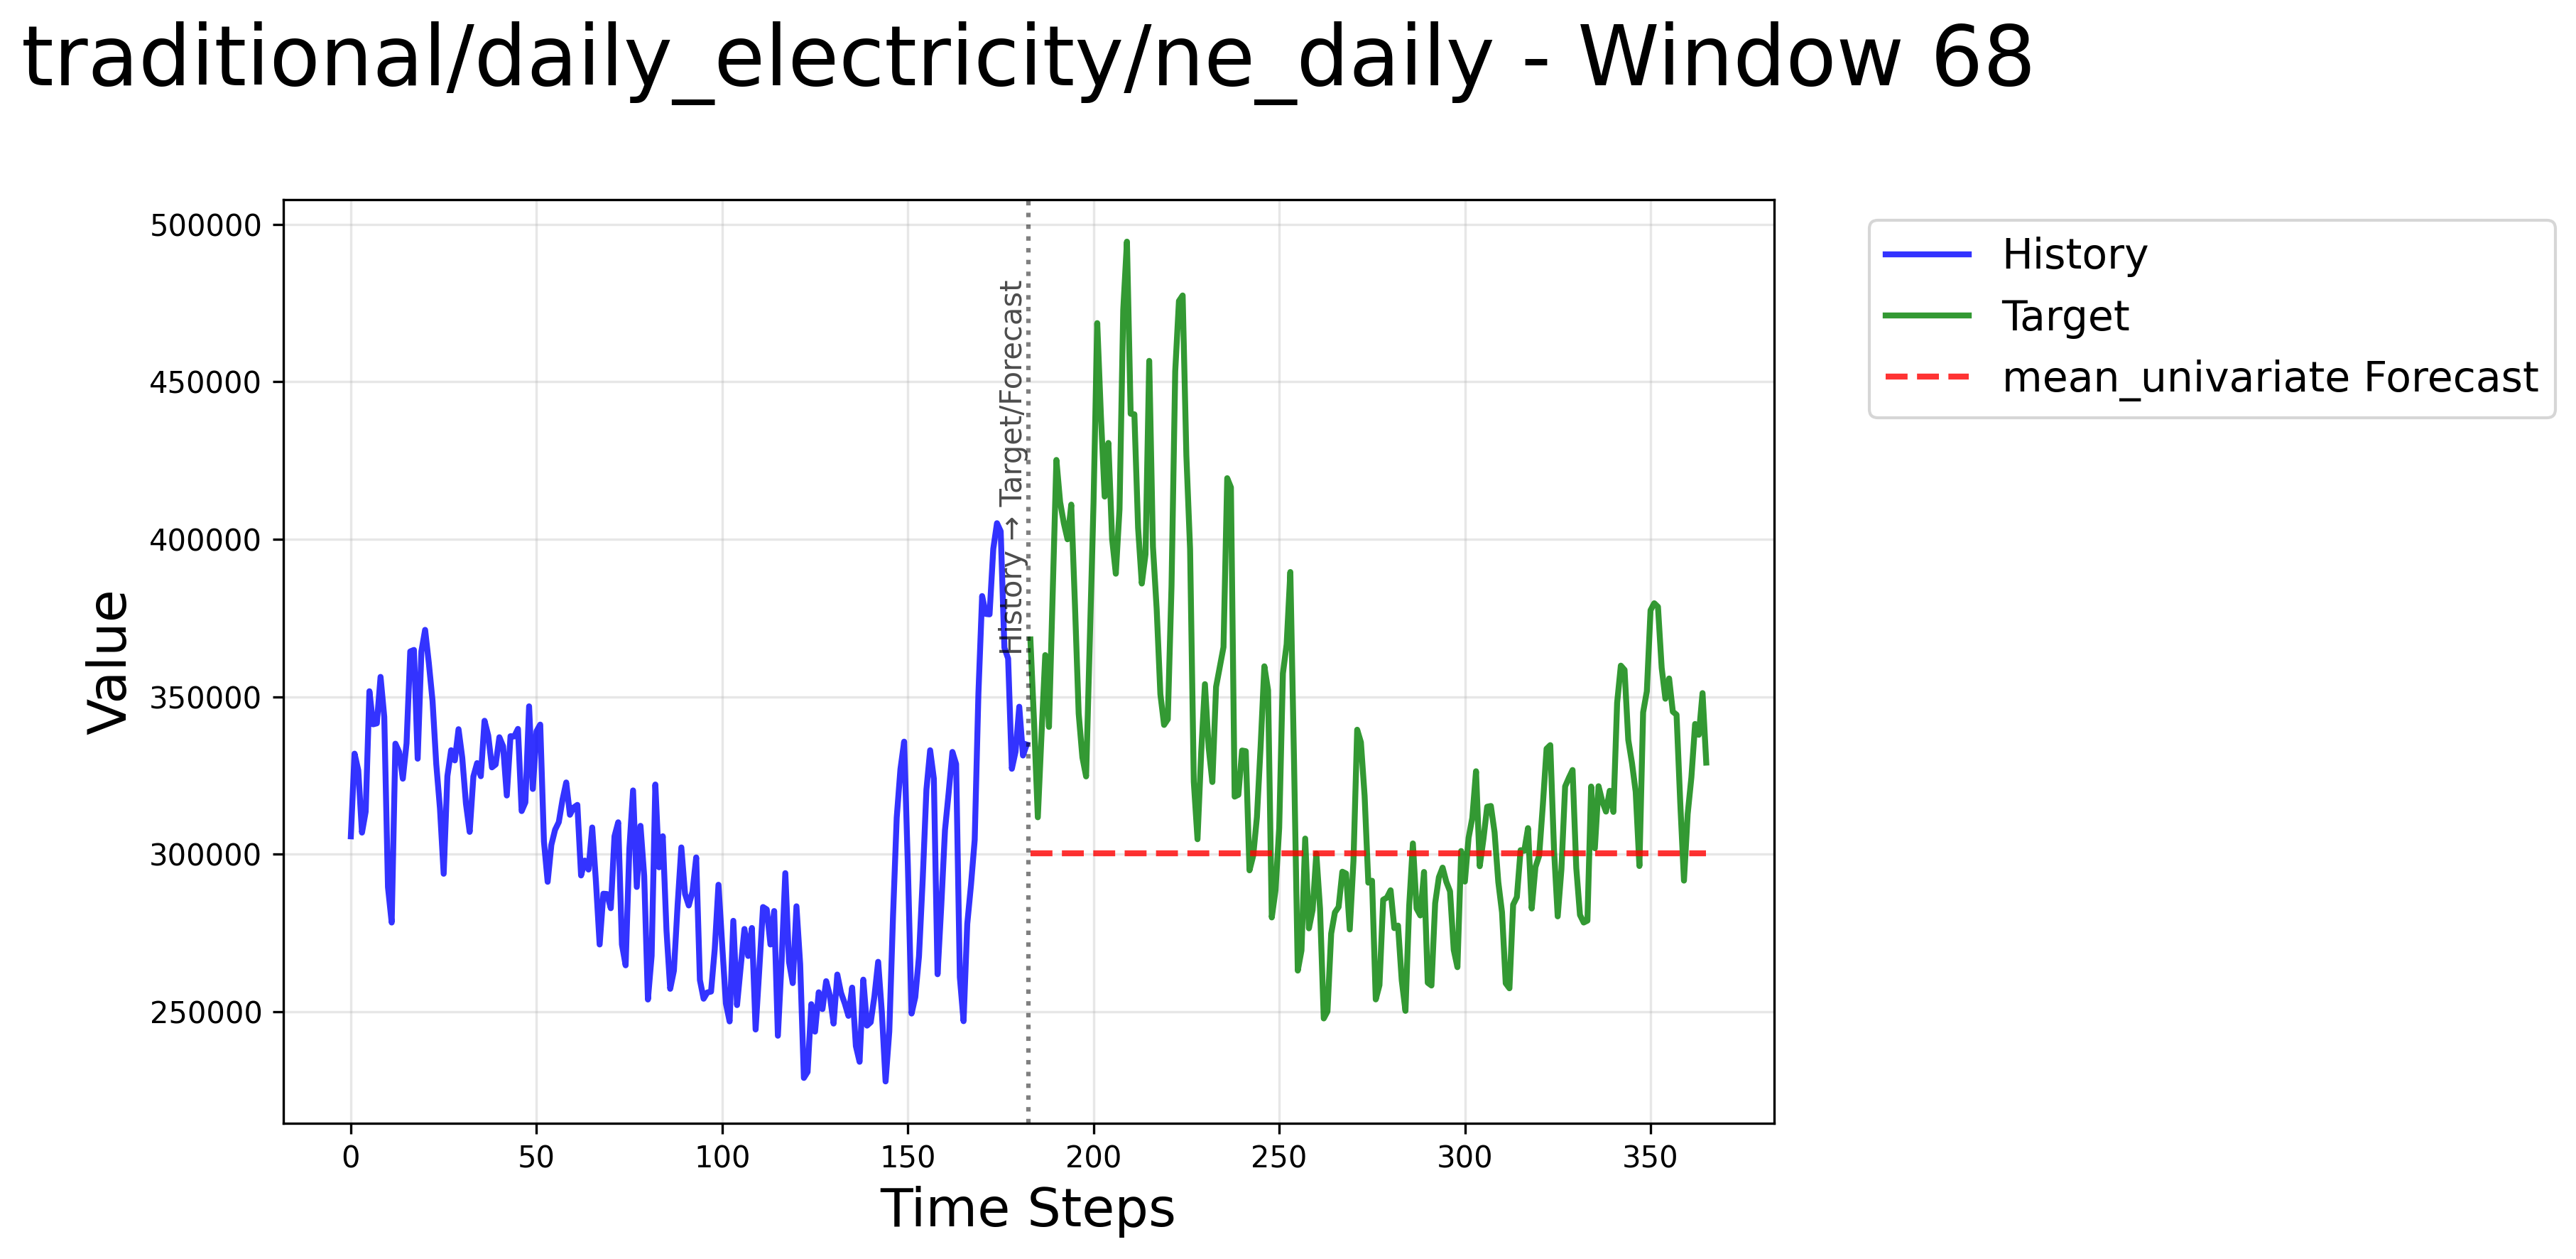 traditional/daily_electricity/ne_daily - Window 68
History
Target
mean_univariate Forecast
History → Target/Forecast
Value
500000
450000
400000
350000
300000
250000
0
50
100
150
200
250
300
350
Time Steps